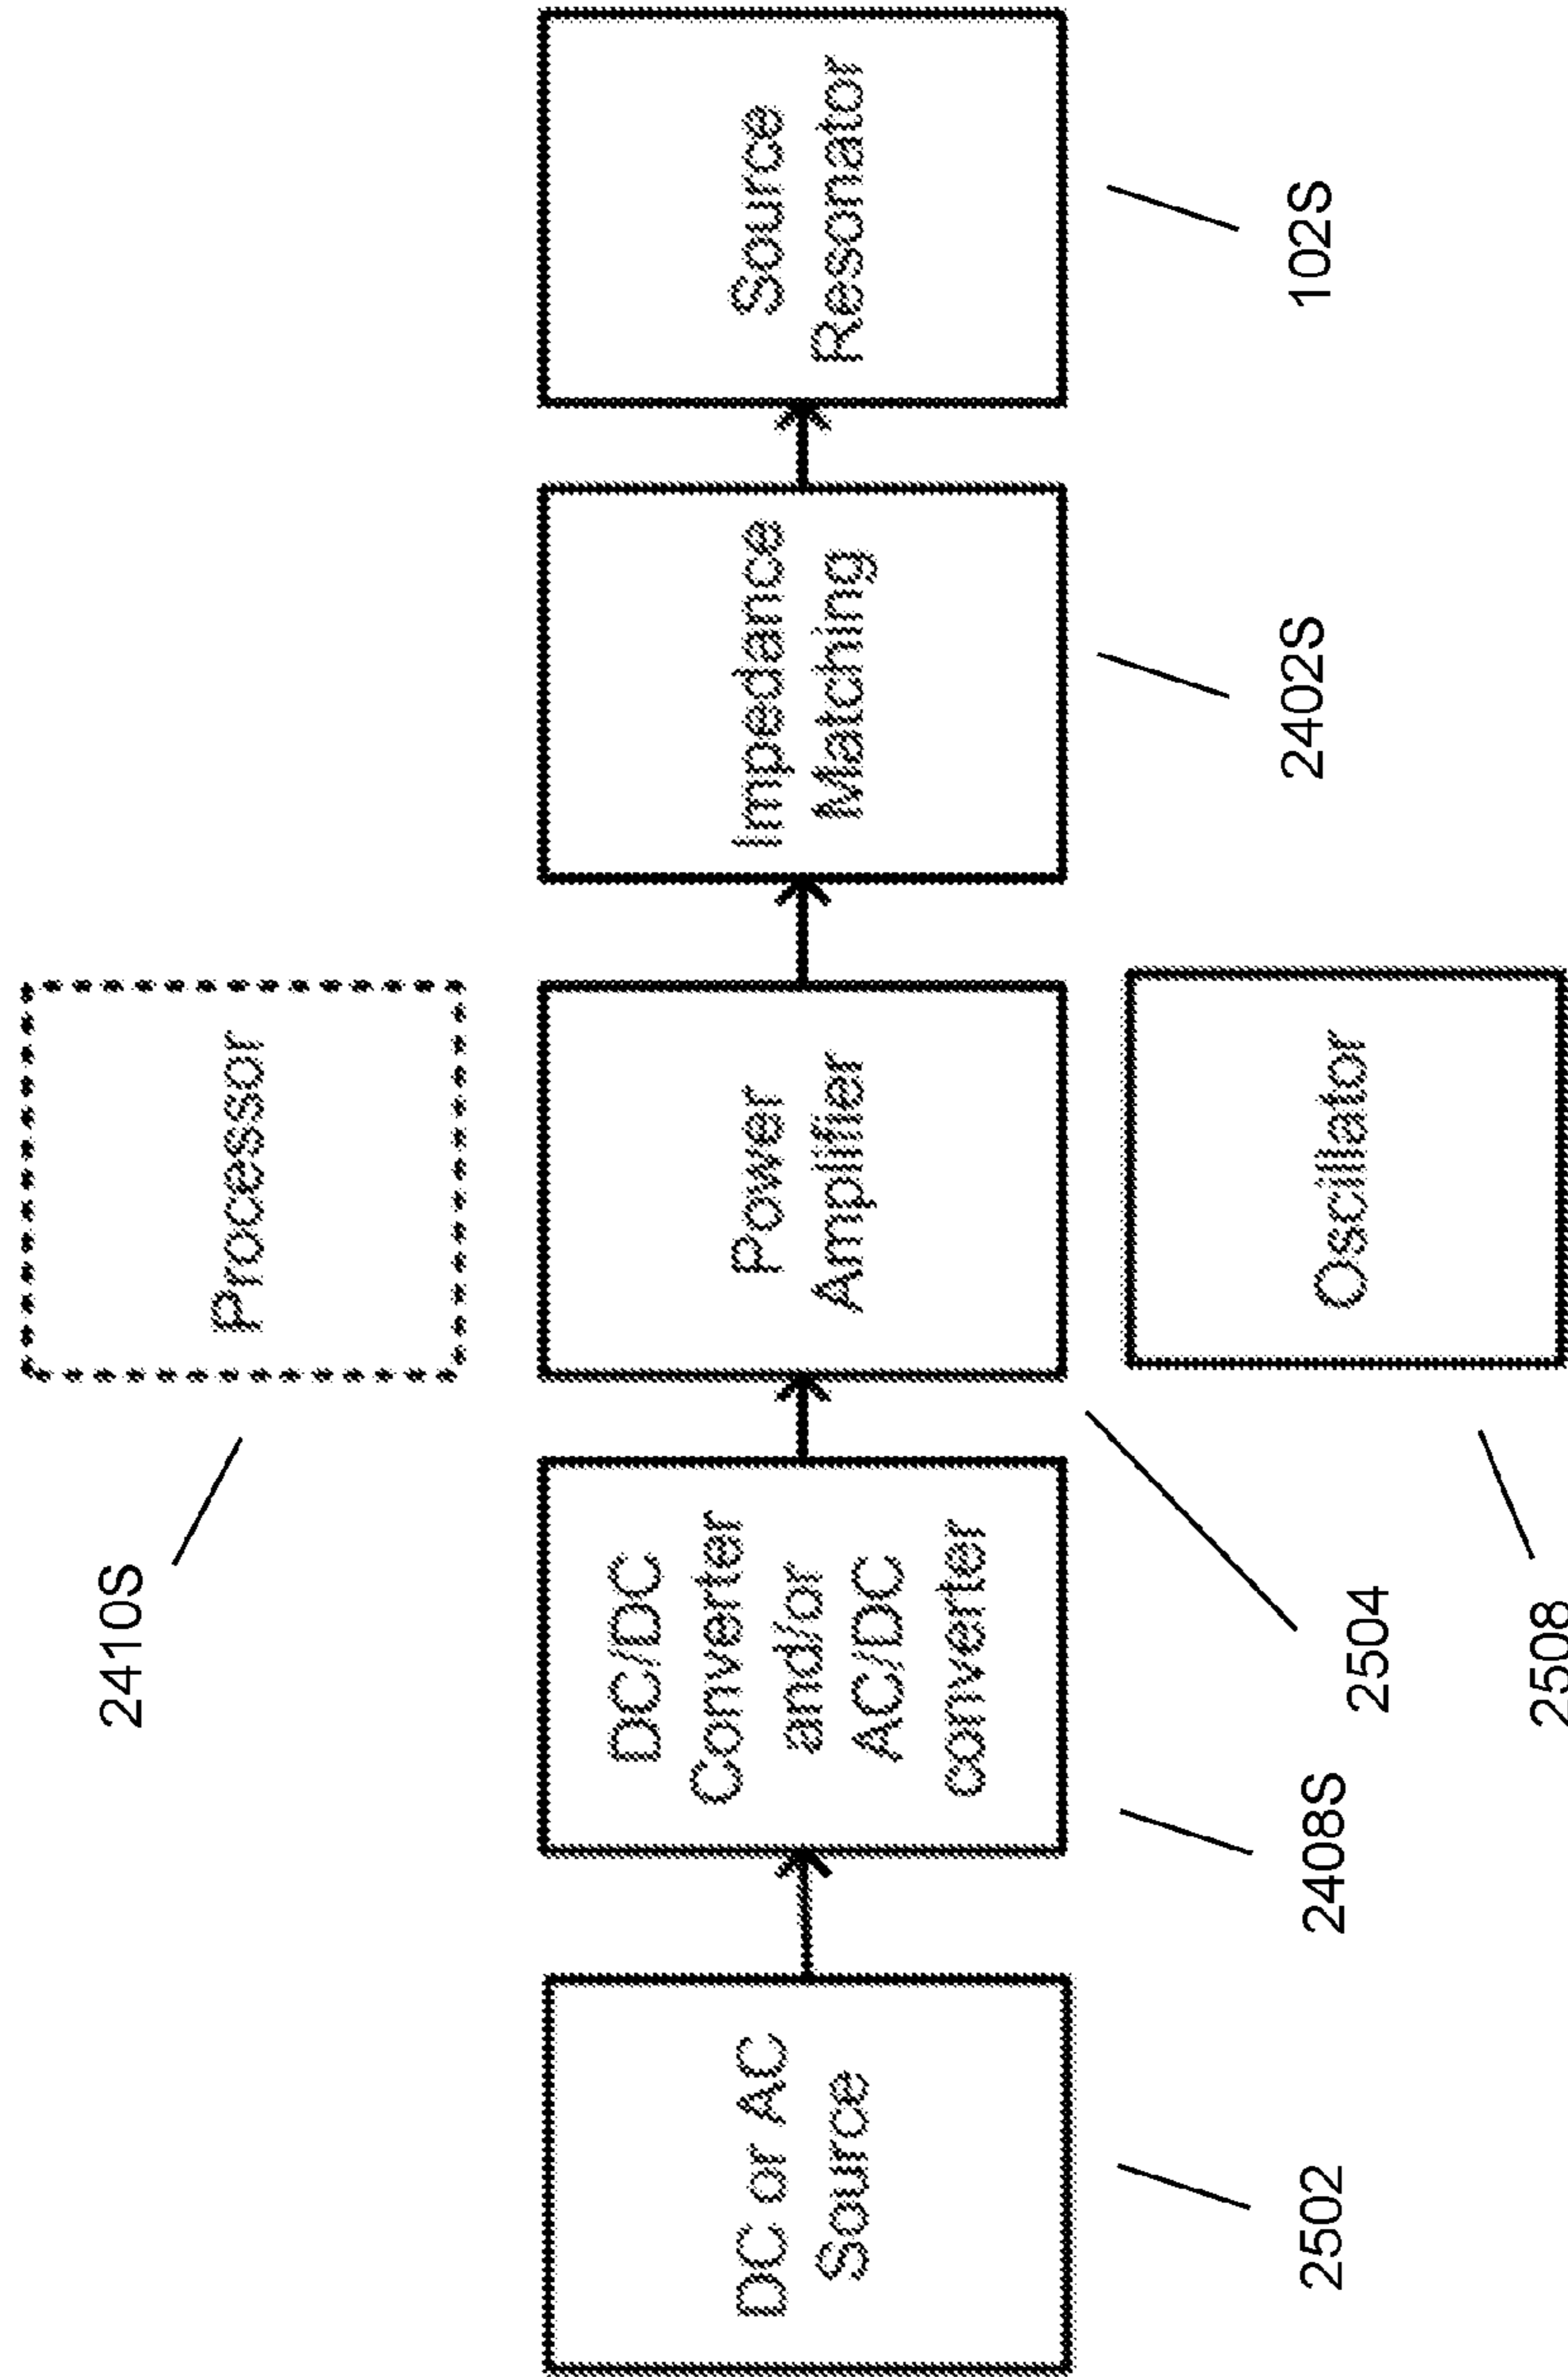 2410S
Processor
DC or AC
Source
DC/DC
Converter
and/or
AC/DC
converter
Power
Amplifier
Impedance
Matching
Source
Resonator
2502
2408S
2504
2402S
102S
Oscillator
2508